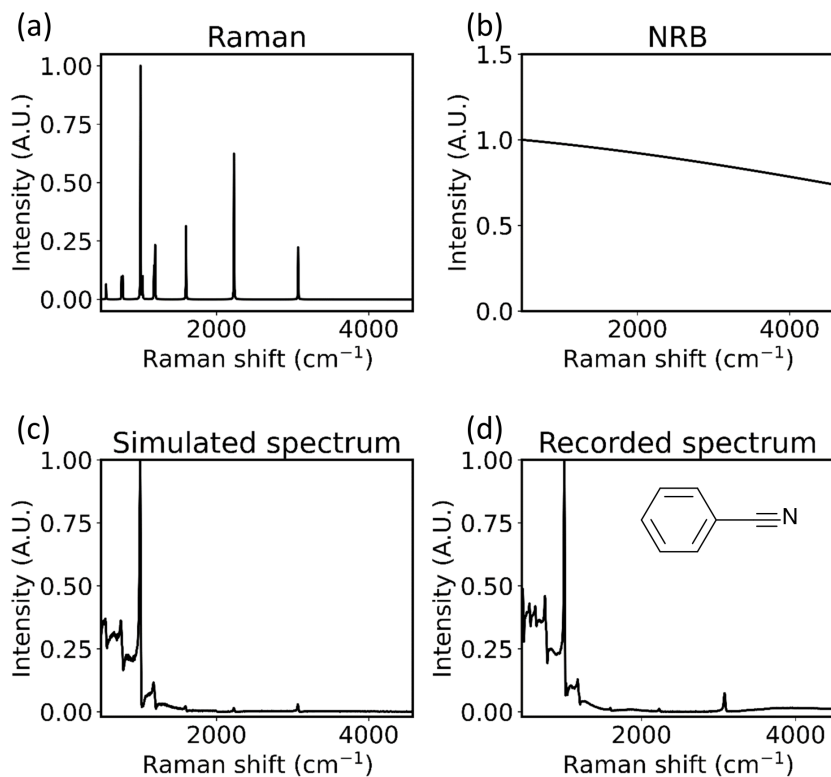 (a)
Raman
1.00
0.75
0.50
0.25
0.00
Intensity (A.U.)
2000 4000
Raman shift (cm⁻¹)
(b)
NRB
1.5
1.0
0.5
0.0
Intensity (A.U.)
2000 4000
Raman shift (cm⁻¹)
(c)
Simulated spectrum
1.00
0.75
0.50
0.25
0.00
Intensity (A.U.)
2000 4000
Raman shift (cm⁻¹)
(d)
Recorded spectrum
1.00
0.75
0.50
0.25
0.00
Intensity (A.U.)
N
2000 4000
Raman shift (cm⁻¹)